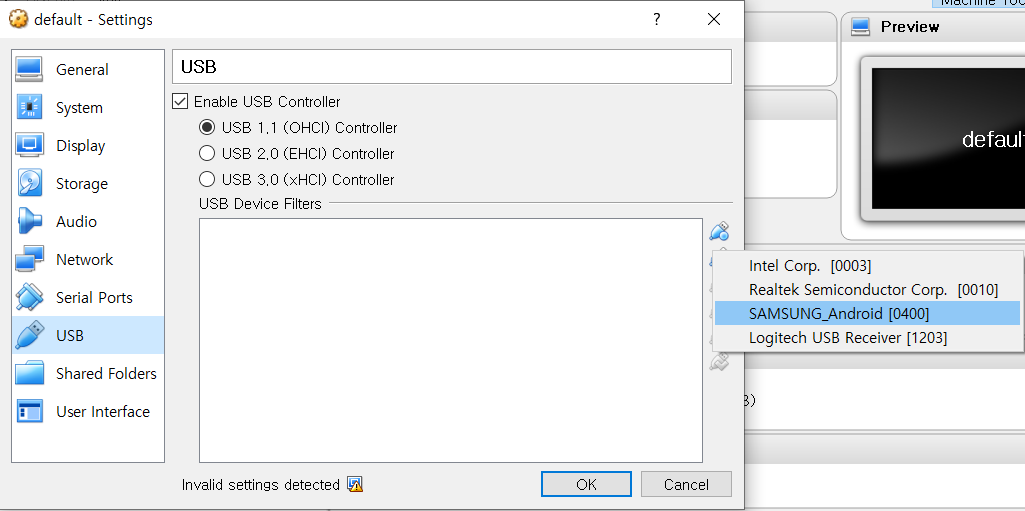 default - Settings
?
Machine Too
Preview
default
General
System
Display
Storage
Audio
Network
Serial Ports
USB
Shared Folders
User Interface
USB
Enable USB Controller
USB 1,1 (OHCI) Controller
USB 2,0 (EHCI) Controller
USB 3,0 (xHCI) Controller
USB Device Filters
Intel Corp. [0003]
Realtek Semiconductor Corp. [0010]
SAMSUNG_Android [0400]
Logitech USB Receiver [1203]
B)
Invalid settings detected
OK
Cancel